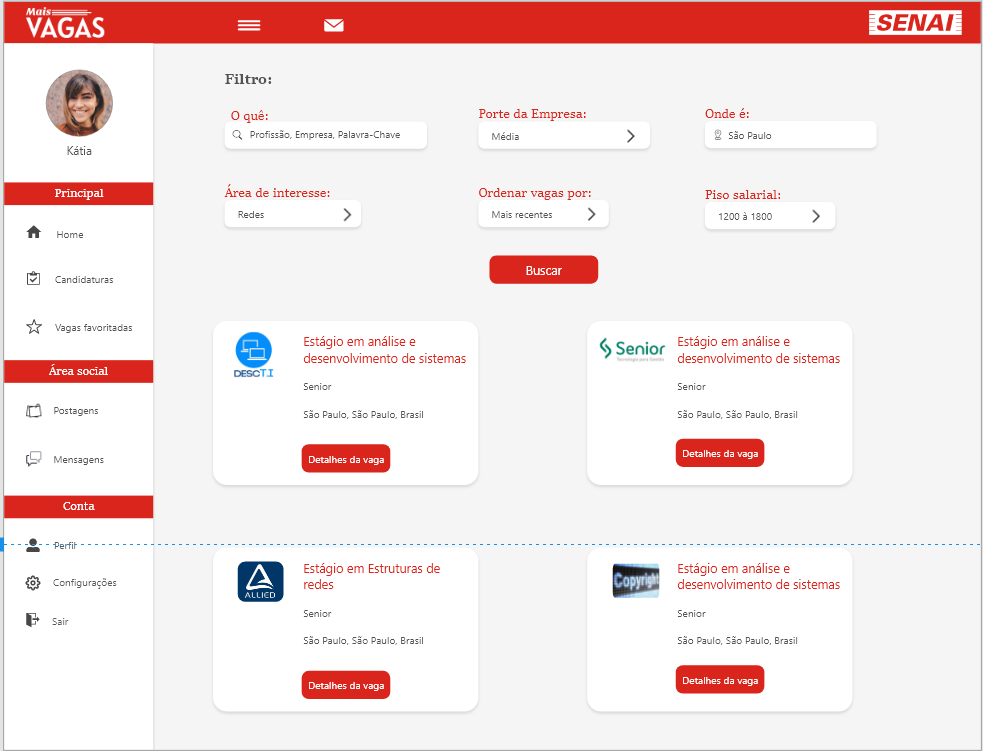 Mais
VAGAS
SENAI
Kátia
Principal
Home
Candidaturas
Vagas favoritadas
Área social
Postagens
Mensagens
Conta
Perfil
Configurações
Sair
Filtro:
O quê:
Profissão, Empresa, Palavra-Chave
Porte da Empresa:
Média
Onde é:
São Paulo
Área de interesse:
Redes
Ordenar vagas por:
Mais recentes
Piso salarial:
1200 à 1800
Buscar
DESCT.I
Estágio em análise e
desenvolvimento de sistemas
Senior
São Paulo, São Paulo, Brasil
Detalhes da vaga
Senior
Tecnologia para Gestão
Estágio em análise e
desenvolvimento de sistemas
Senior
São Paulo, São Paulo, Brasil
Detalhes da vaga
ALLIED
Estágio em Estruturas de
redes
Senior
São Paulo, São Paulo, Brasil
Detalhes da vaga
Copyright
Estágio em análise e
desenvolvimento de sistemas
Senior
São Paulo, São Paulo, Brasil
Detalhes da vaga